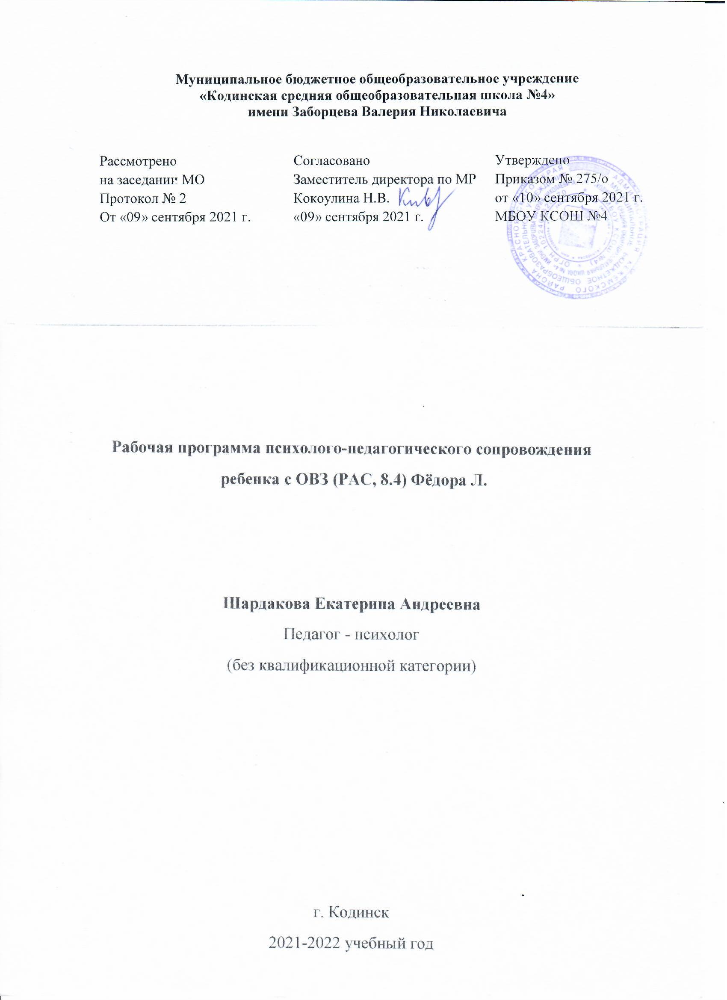 Муниципальное бюджетное общеобразовательное учреждение
«Кодинская средняя общеобразовательная школа №4»
имени Заборцева Валерия Николаевича
Рассмотрено
на заседании МО
Протокол № 2
От «09» сентября 2021 г.
Согласовано
Заместитель директора по МР
Кокоулина Н.В.
«09» сентября 2021 г.
Утверждено
Приказом № 275/о
от «10» сентября 2021 г.
МБОУ КСОШ №4
Рабочая программа психолого-педагогического сопровождения
ребенка с ОВЗ (РАС, 8.4) Фёдора Л.
Шардакова Екатерина Андреевна
Педагог - психолог
(без квалификационной категории)
г. Кодинск
2021-2022 учебный год